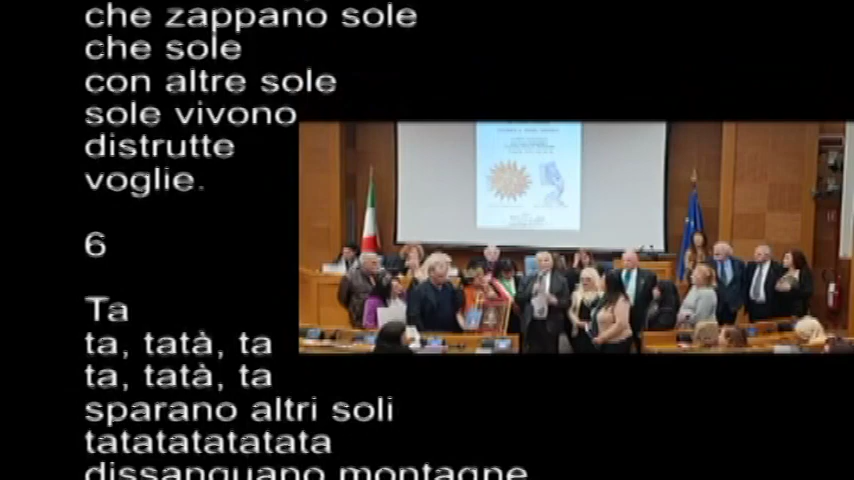 che zappano sole
che sole
con altre sole
sole vivono
distrutte
voglie.
6
Ta
ta, tatà, ta
ta, tatà, ta
sparano altri soli
tatatatatatata
dissanguano montagne